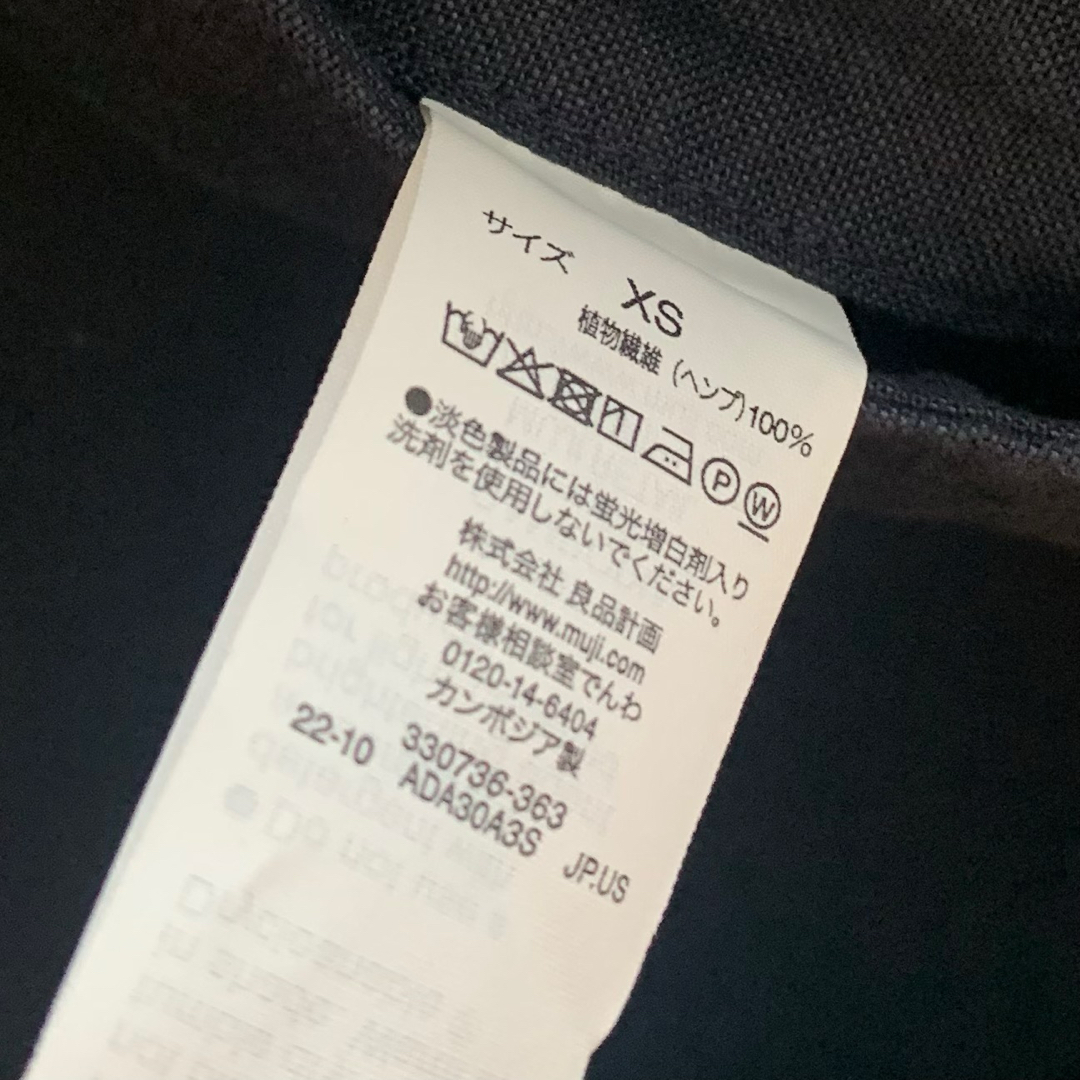 サイズ XS
植物繊維 (ヘンプ)100%
P W
●淡色製品には蛍光増白剤入り
洗剤を使用しないでください。
株式会社 良品計画
http://www.muji.com
お客様相談室でんわ
0120-14-6404
カンボジア製
330736-363
22-10 ADA30A3S JP.US